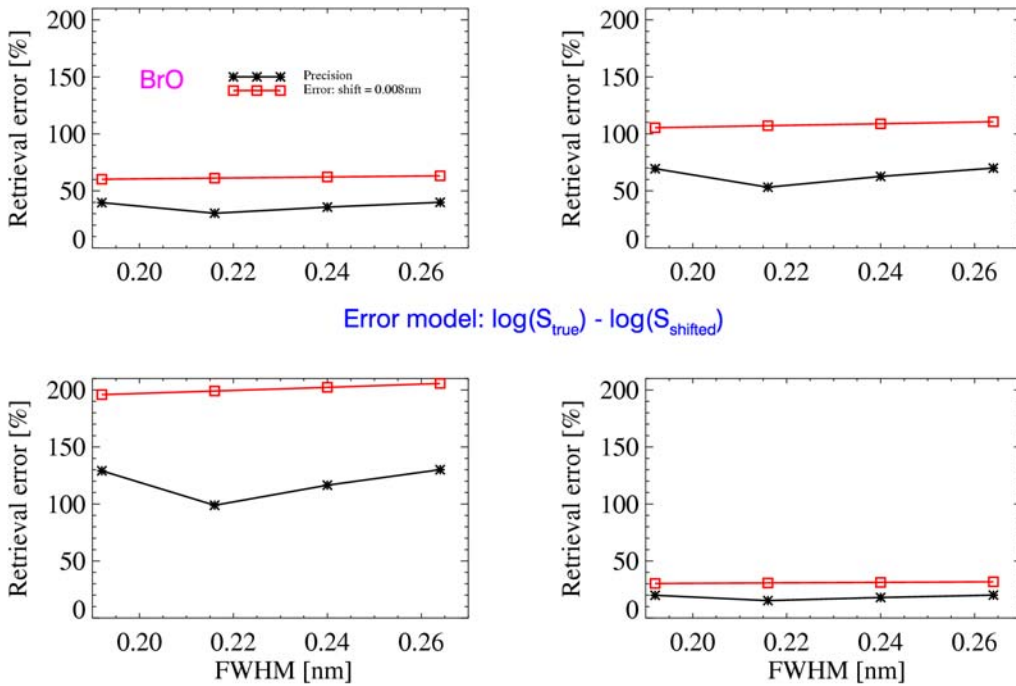 200
150
100
50
0
Retrieval error [%]
BrO
Precision
Error: shift = 0.008nm
0.20 0.22 0.24 0.26
200
150
100
50
0
Retrieval error [%]
0.20 0.22 0.24 0.26
Error model: log(S_true) - log(S_shifted)
200
150
100
50
0
Retrieval error [%]
0.20 0.22 0.24 0.26
FWHM [nm]
200
150
100
50
0
Retrieval error [%]
0.20 0.22 0.24 0.26
FWHM [nm]